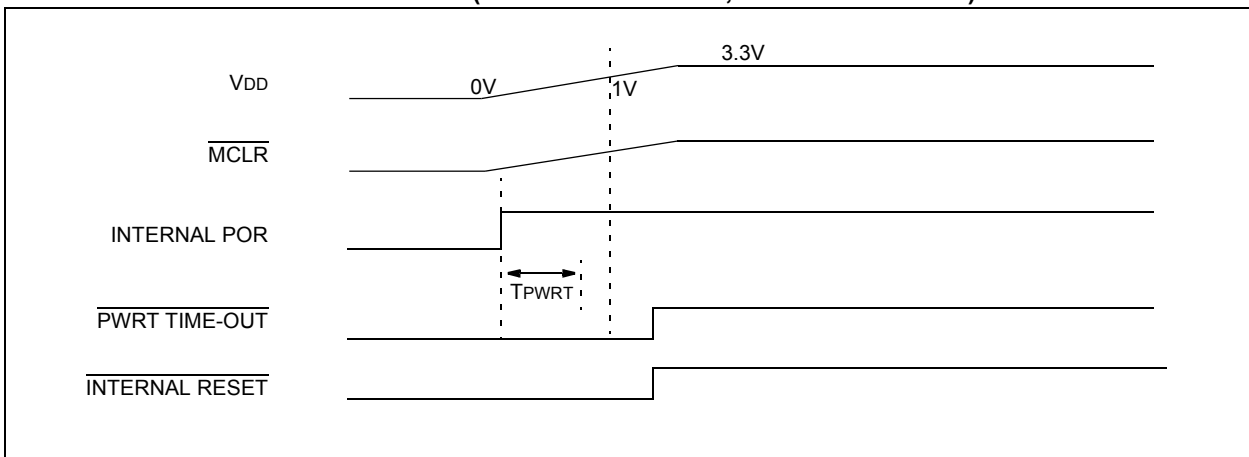 3.3V
VDD
0V
1V
MCLR
INTERNAL POR
TPWRT
PWRT TIME-OUT
INTERNAL RESET